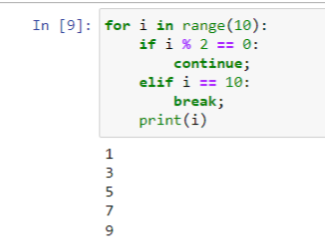 In [9]: for i in range(10):
    if i % 2 == 0:
        continue;
    elif i == 10:
        break;
    print(i)
1
3
5
7
9